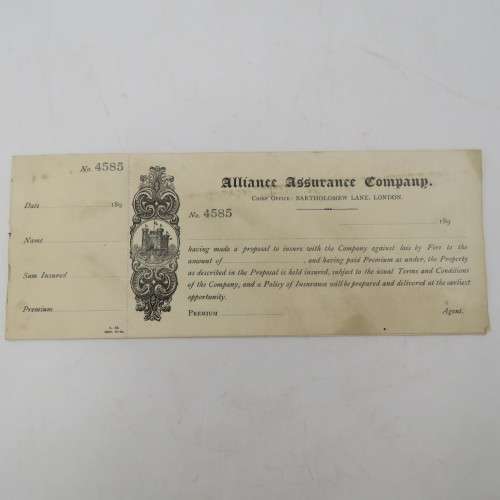 No. 4585
Date 189
Name
Sum Insured
Premium
Alliance Assurance Company.
Chief Office: BARTHOLOMEW LANE, LONDON.
No. 4585
189
having made a proposal to insure with the Company against loss by Fire to the
amount of , and having paid Premium as under, the Property
as described in the Proposal is held insured, subject to the usual Terms and Conditions
of the Company, and a Policy of Insurance will be prepared and delivered at the earliest
opportunity.
PREMIUM Agent.